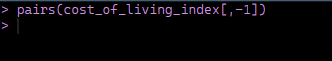 > pairs(cost_of_living_index[,-1])
>